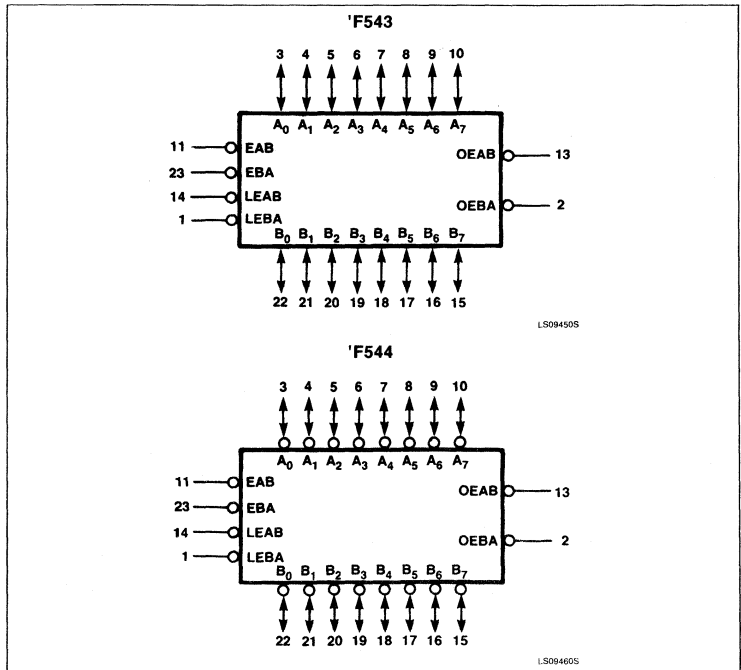 'F543
3 4 5 6 7 8 9 10
A0 A1 A2 A3 A4 A5 A6 A7
11 EAB
OEAB 13
23 EBA
14 LEAB
OEBA 2
1 LEBA
B0 B1 B2 B3 B4 B5 B6 B7
22 21 20 19 18 17 16 15
LS09450S
'F544
3 4 5 6 7 8 9 10
A0 A1 A2 A3 A4 A5 A6 A7
11 EAB
OEAB 13
23 EBA
14 LEAB
OEBA 2
1 LEBA
B0 B1 B2 B3 B4 B5 B6 B7
22 21 20 19 18 17 16 15
LS09460S